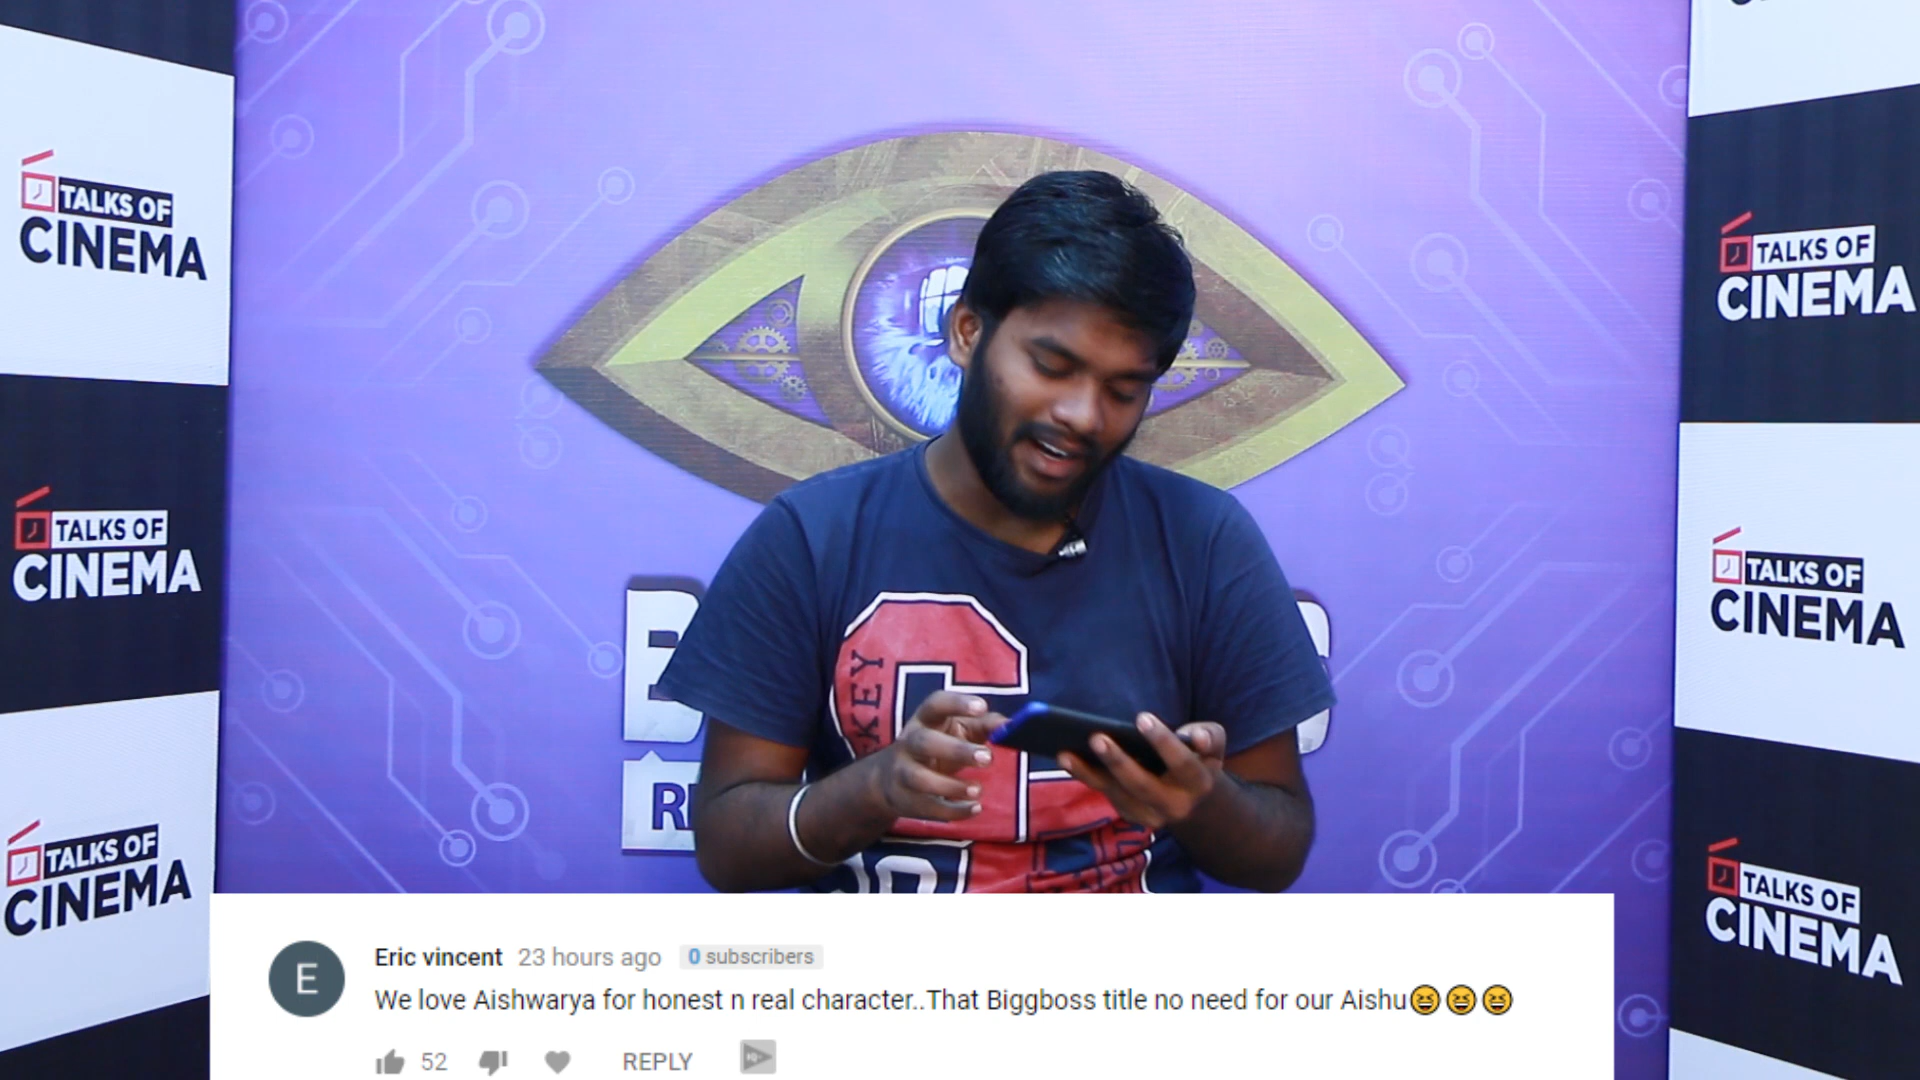 TALKS OF
CINEMA
TALKS OF
CINEMA
TALKS OF
CINEMA
TALKS OF
CINEMA
TALKS OF
CINEMA
TALKS OF
CINEMA
B
S
RE
KEY
Eric vincent 23 hours ago 0 subscribers
We love Aishwarya for honest n real character..That Biggboss title no need for our Aishu😆😆😆
52 REPLY